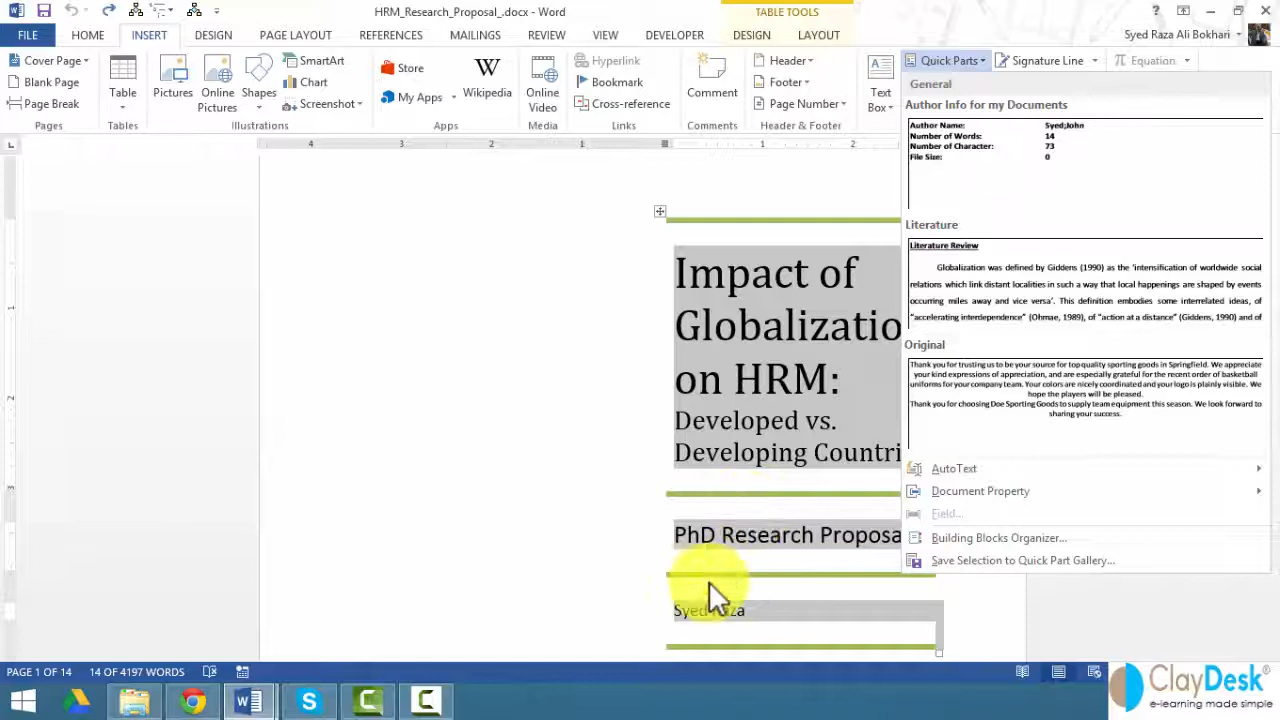 HRM_Research_Proposal_.docx - Word
TABLE TOOLS
?
FILE
HOME
INSERT
DESIGN
PAGE LAYOUT
REFERENCES
MAILINGS
REVIEW
VIEW
DEVELOPER
DESIGN
LAYOUT
Syed Raza Ali Bokhari
Cover Page
Blank Page
Page Break
Pages
Table
Tables
Pictures
Online
Pictures
Shapes
SmartArt
Chart
Screenshot
Illustrations
Store
My Apps
W
Wikipedia
Apps
Online
Video
Media
Hyperlink
Bookmark
Cross-reference
Links
Comment
Comments
Header
Footer
Page Number
Header & Footer
Text
Box
Quick Parts
Signature Line
Equation
General
Author Info for my Documents
Author Name: Syed;John
Number of Words: 14
Number of Character: 73
File Size: 0
Literature
Literature Review
Globalization was defined by Giddens (1990) as the 'intensification of worldwide social
relations which link distant localities in such a way that local happenings are shaped by events
occurring miles away and vice versa'. This definition embodies some interrelated ideas, of
"accelerating interdependence" (Ohmae, 1989), of "action at a distance" (Giddens, 1990) and of
Original
Thank you for trusting us to be your source for top quality sporting goods in Springfield. We appreciate
your kind expressions of appreciation, and are especially grateful for the recent order of basketball
uniforms for your company team. Your colors are nicely coordinated and your logo is plainly visible. We
hope the players will be pleased.
Thank you for choosing Doe Sporting Goods to supply team equipment this season. We look forward to
sharing your success.
AutoText
Document Property
Field...
Building Blocks Organizer...
Save Selection to Quick Part Gallery...
4 3 2 1 1 2
1
2
3
Impact of
Globalizatio
on HRM:
Developed vs.
Developing Countri
PhD Research Proposa
Syed Raza
PAGE 1 OF 14
14 OF 4197 WORDS
ClayDesk®
e-learning made simple